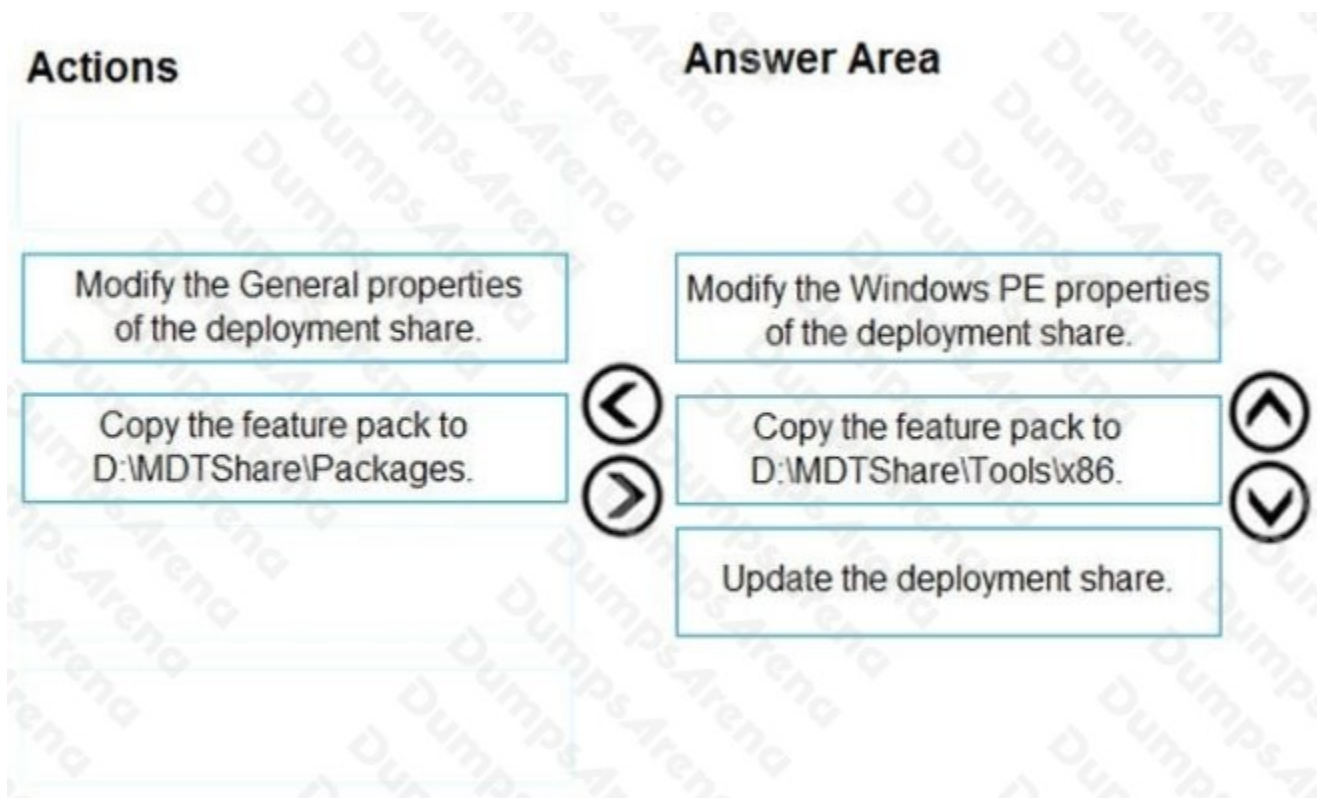 Actions
Answer Area
Modify the General properties
of the deployment share.
Copy the feature pack to
D:\MDTShare\Packages.
Modify the Windows PE properties
of the deployment share.
Copy the feature pack to
D:\MDTShare\Tools\x86.
Update the deployment share.
DumpsArena